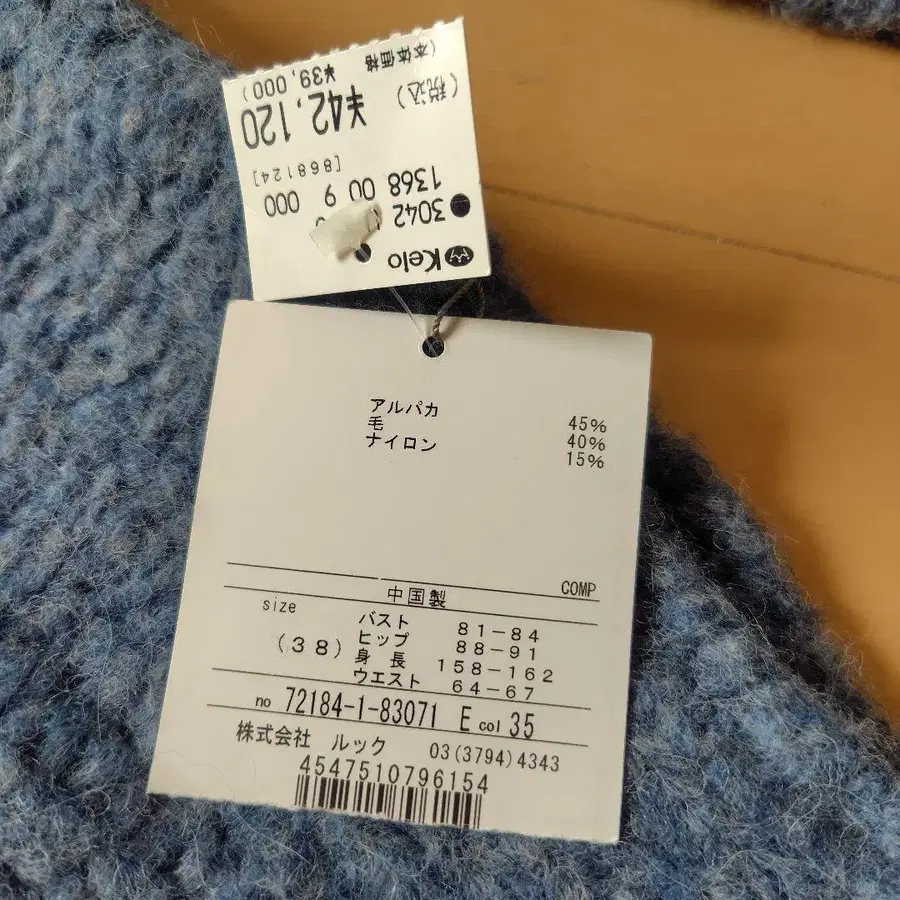 Kelo
3042
1368 00 9 000
[868124]
¥42,120
(税込)
(本体価格
¥39,000)
アルパカ 45%
毛 40%
ナイロン 15%
COMP
中国製
size
(38)
バスト 81-84
ヒップ 88-91
身長 158-162
ウエスト 64-67
no 72184-1-83071 E col 35
株式会社 ルック 03(3794)4343
4547510796154